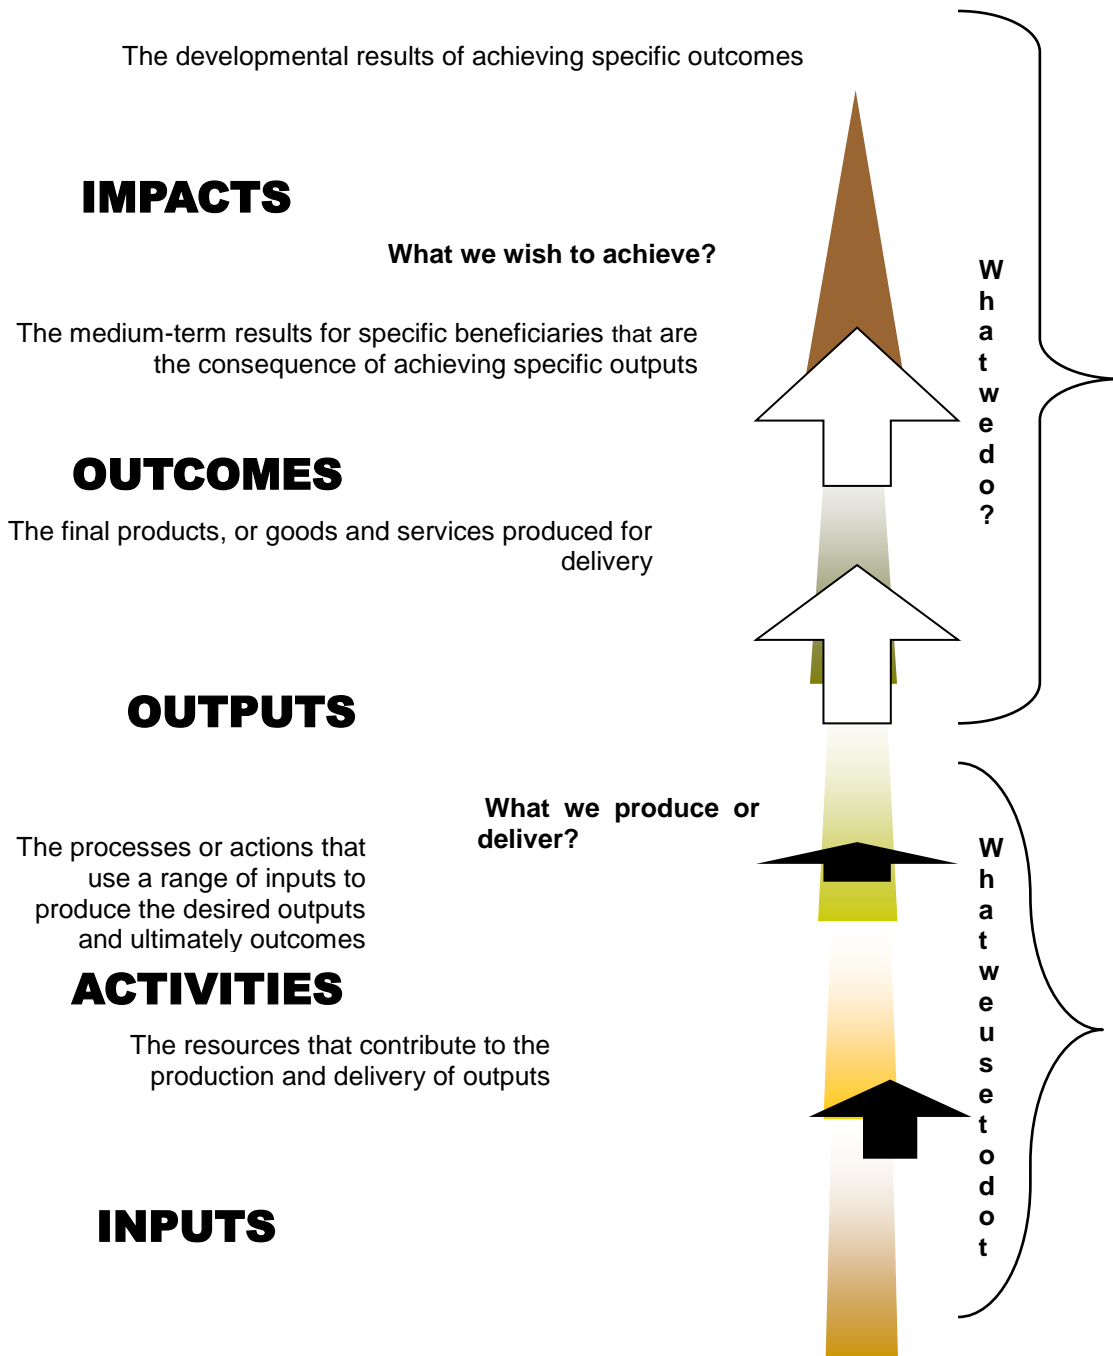 The developmental results of achieving specific outcomes
IMPACTS
What we wish to achieve?
The medium-term results for specific beneficiaries that are
the consequence of achieving specific outputs
OUTCOMES
The final products, or goods and services produced for
delivery
OUTPUTS
What we produce or
deliver?
The processes or actions that
use a range of inputs to
produce the desired outputs
and ultimately outcomes
ACTIVITIES
The resources that contribute to the
production and delivery of outputs
INPUTS
W
h
a
t
w
e
d
o
?
W
h
a
t
w
e
u
s
e
t
o
d
o
t